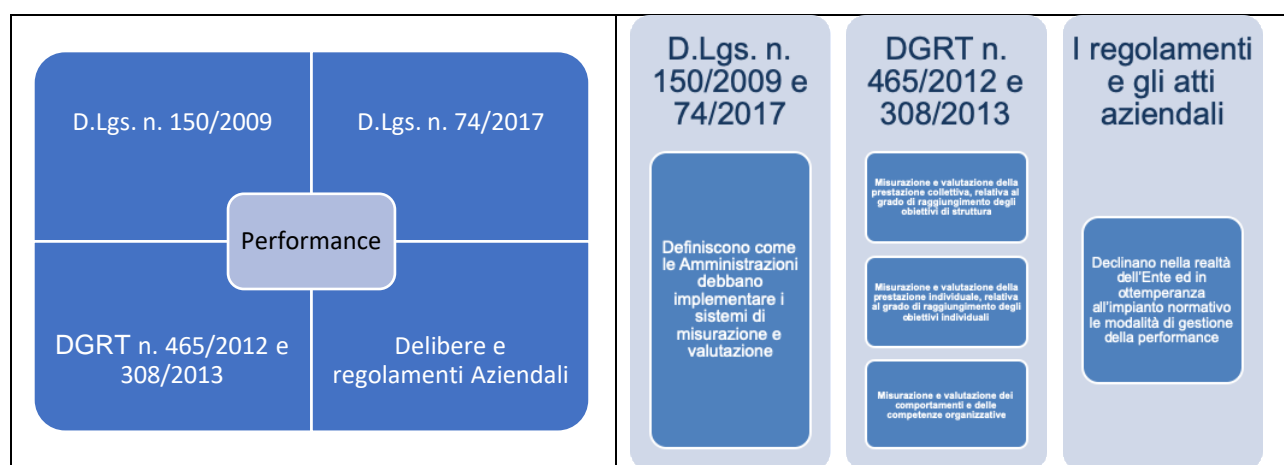 D.Lgs. n. 150/2009
D.Lgs. n. 74/2017
Performance
DGRT n. 465/2012 e
308/2013
Delibere e
regolamenti Aziendali
D.Lgs. n.
150/2009 e
74/2017
Definiscono come
le Amministrazioni
debbano
implementare i
sistemi di
misurazione e
valutazione
DGRT n.
465/2012 e
308/2013
Misurazione e valutazione della
prestazione collettiva, relativa al
grado di raggiungimento degli
obiettivi di struttura
Misurazione e valutazione della
prestazione individuale, relativa
al grado di raggiungimento degli
obiettivi individuali
Misurazione e valutazione dei
comportamenti e delle
competenze organizzative
I regolamenti
e gli atti
aziendali
Declinano nella realtà
dell'Ente ed in
ottemperanza
all'impianto normativo
le modalità di gestione
della performance